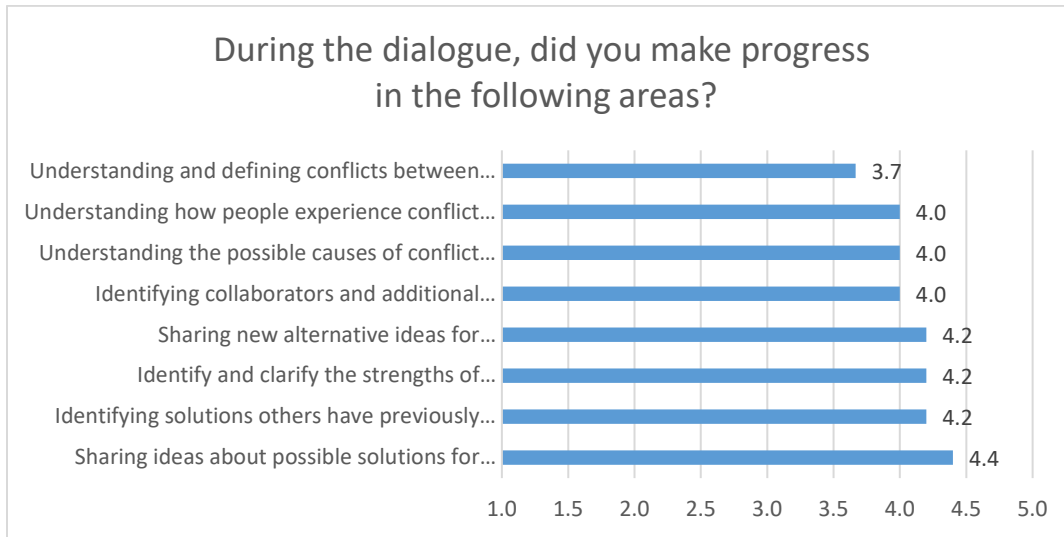 During the dialogue, did you make progress
in the following areas?
Understanding and defining conflicts between... 3.7
Understanding how people experience conflict... 4.0
Understanding the possible causes of conflict... 4.0
Identifying collaborators and additional... 4.0
Sharing new alternative ideas for... 4.2
Identify and clarify the strengths of... 4.2
Identifying solutions others have previously... 4.2
Sharing ideas about possible solutions for... 4.4
1.0 1.5 2.0 2.5 3.0 3.5 4.0 4.5 5.0